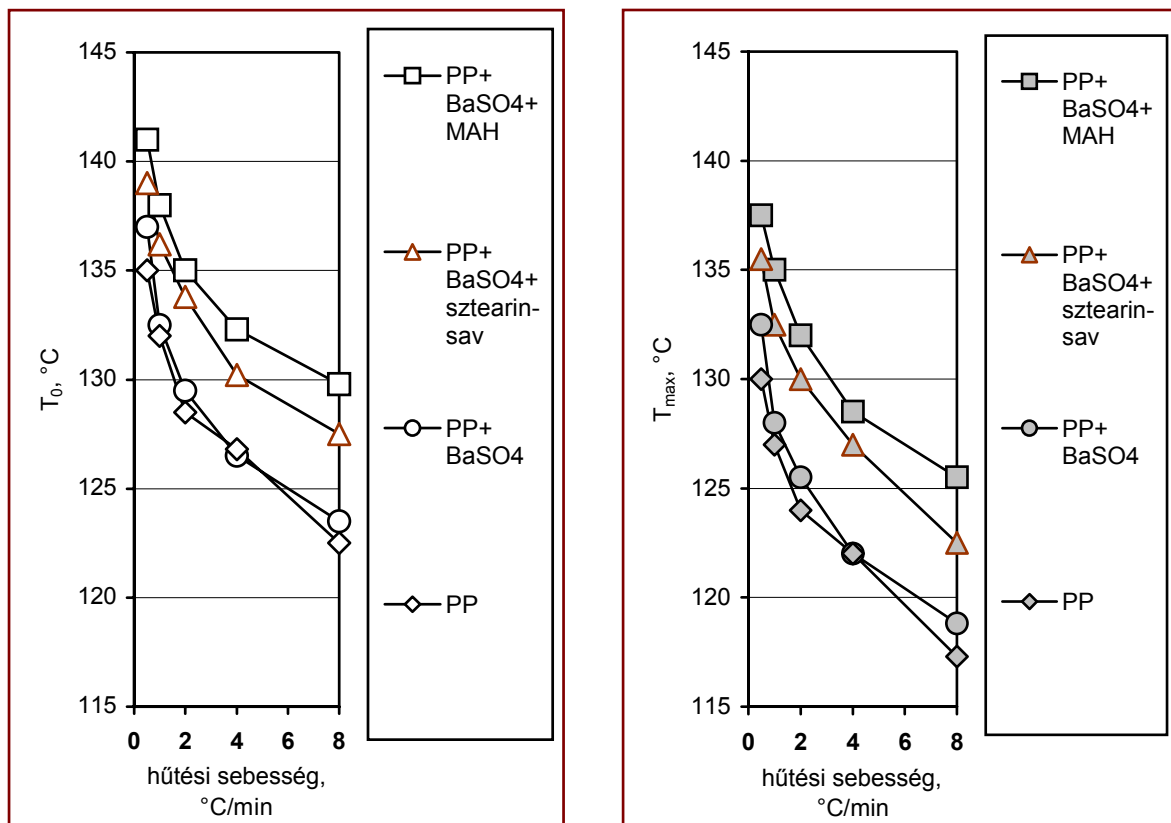 145
140
135
130
125
120
115
T0, °C
0 2 4 6 8
hűtési sebesség,
°C/min
PP+
BaSO4+
MAH
PP+
BaSO4+
sztearin-
sav
PP+
BaSO4
PP
145
140
135
130
125
120
115
Tmax, °C
0 2 4 6 8
hűtési sebesség,
°C/min
PP+
BaSO4+
MAH
PP+
BaSO4+
sztearin-
sav
PP+
BaSO4
PP